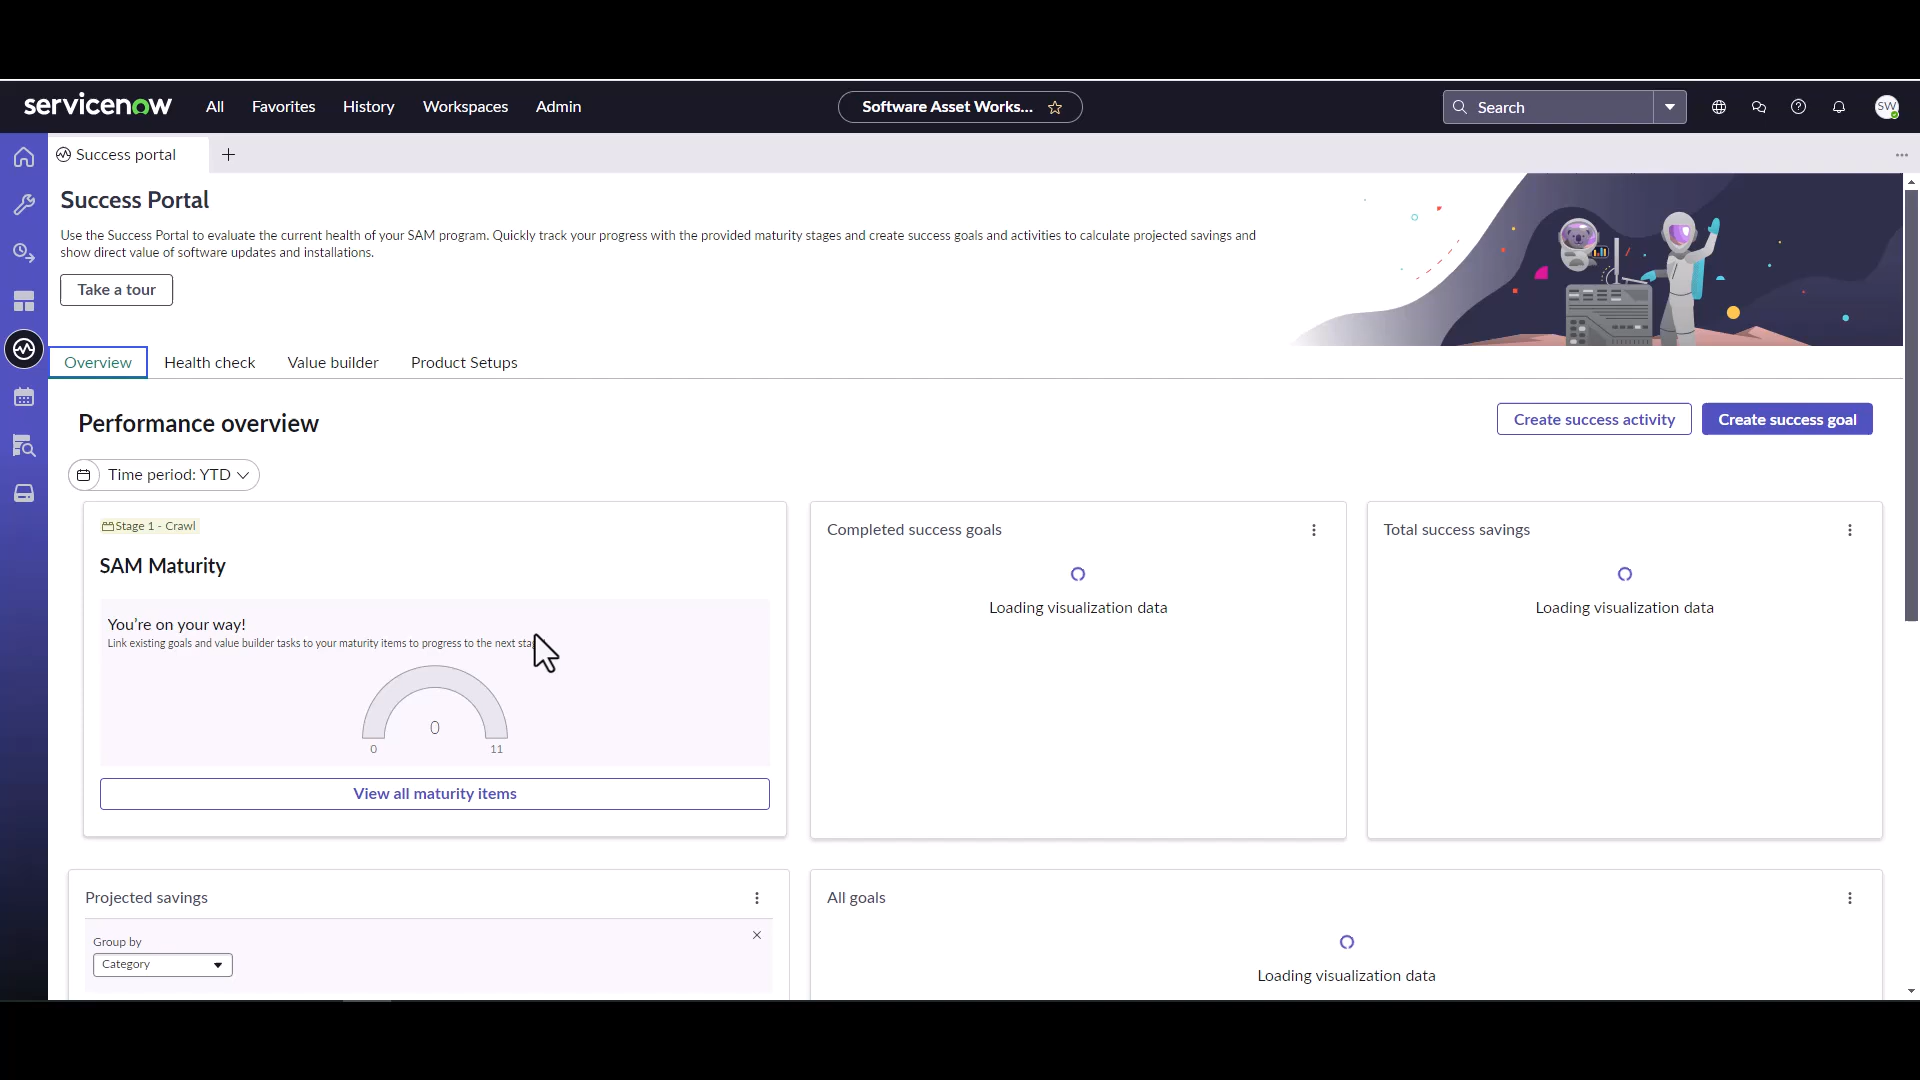 servicenow
All
Favorites
History
Workspaces
Admin
Software Asset Works...
Search
SW
Success portal
Success Portal
Use the Success Portal to evaluate the current health of your SAM program. Quickly track your progress with the provided maturity stages and create success goals and activities to calculate projected savings and
show direct value of software updates and installations.
Take a tour
Overview
Health check
Value builder
Product Setups
Performance overview
Create success activity
Create success goal
Time period: YTD
Stage 1 - Crawl
SAM Maturity
You're on your way!
Link existing goals and value builder tasks to your maturity items to progress to the next
0
0
11
View all maturity items
Completed success goals
Loading visualization data
Total success savings
Loading visualization data
Projected savings
Group by
Category
All goals
Loading visualization data